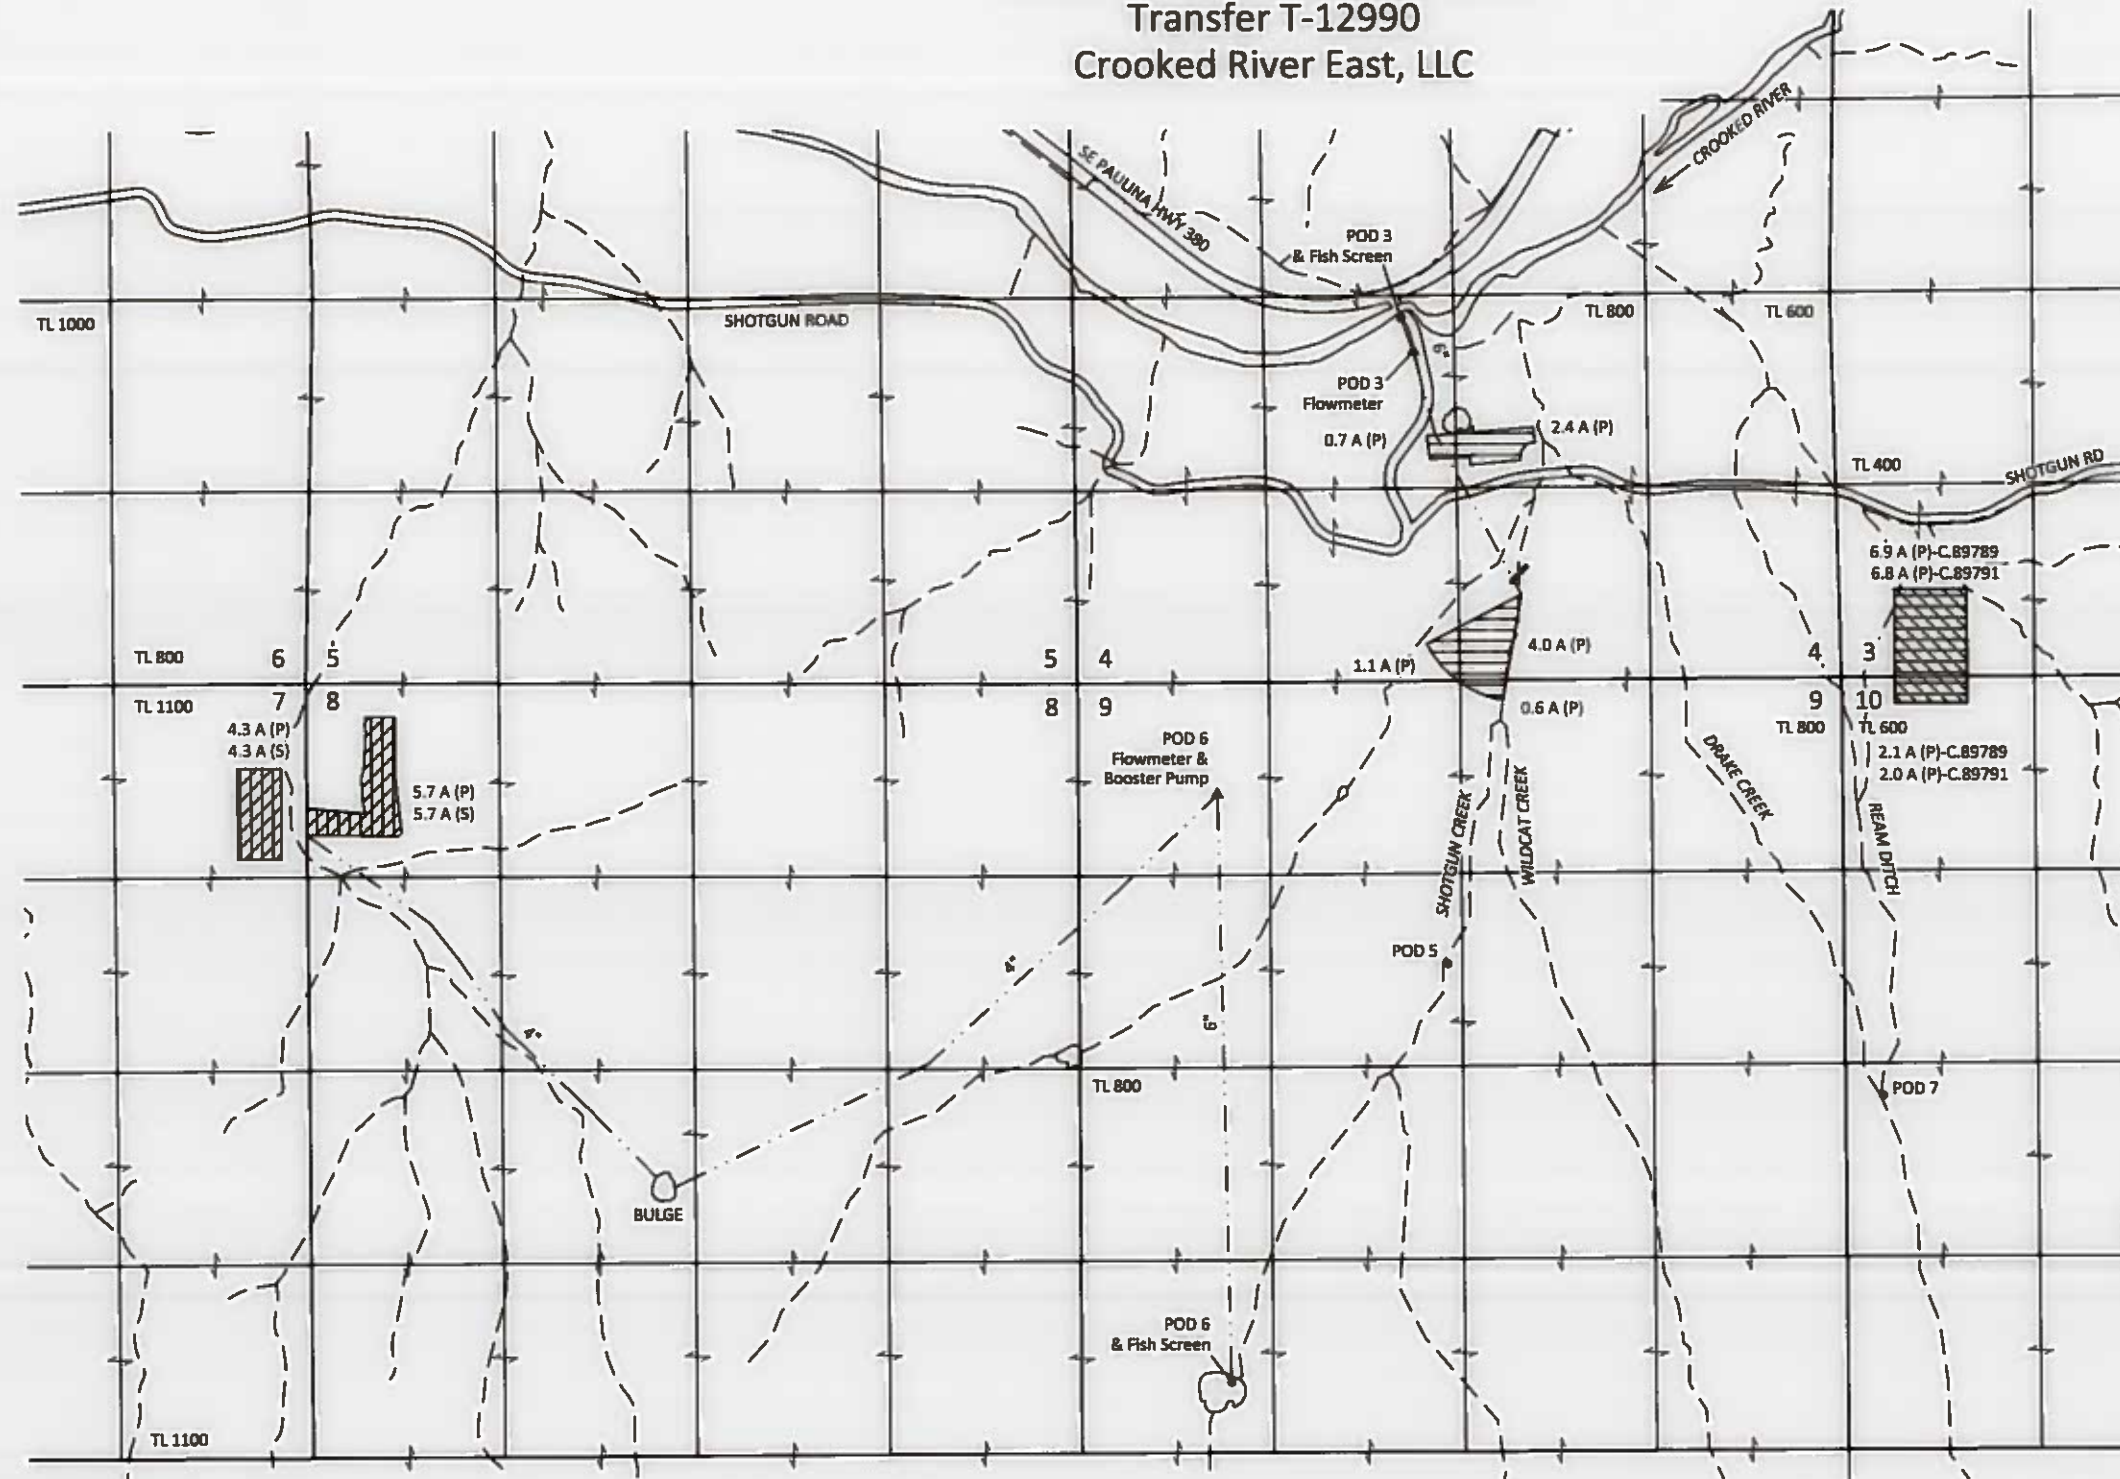 Transfer T-12990
Crooked River East, LLC
CROOKED RIVER
SE PAULINA HWY 380
POD 3
& Fish Screen
TL 1000
SHOTGUN ROAD
TL 800
TL 600
6"
POD 3
Flowmeter
0.7 A (P)
2.4 A (P)
TL 400
SHOTGUN RD
6.9 A (P)-C.89789
6.8 A (P)-C.89791
TL 800
6 5
5 4
4 3
1.1 A (P)
4.0 A (P)
TL 1100
7 8
8 9
9 10
0.6 A (P)
TL 800
TL 600
4.3 A (P)
4.3 A (S)
POD 6
Flowmeter &
Booster Pump
2.1 A (P)-C.89789
2.0 A (P)-C.89791
5.7 A (P)
5.7 A (S)
SHOTGUN CREEK
WILDCAT CREEK
DRAKE CREEK
REAM DITCH
POD 5
4"
4"
6"
TL 800
POD 7
BULGE
POD 6
& Fish Screen
TL 1100